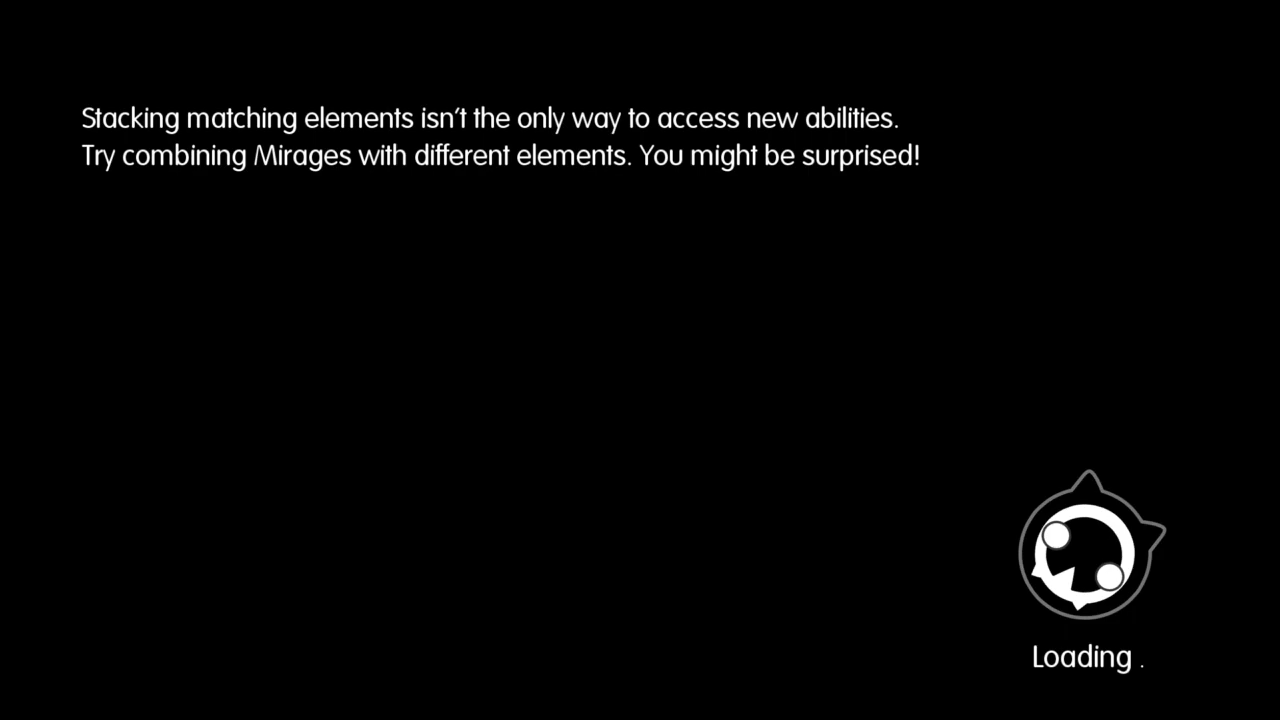 Stacking matching elements isn't the only way to access new abilities.
Try combining Mirages with different elements. You might be surprised!
Loading .